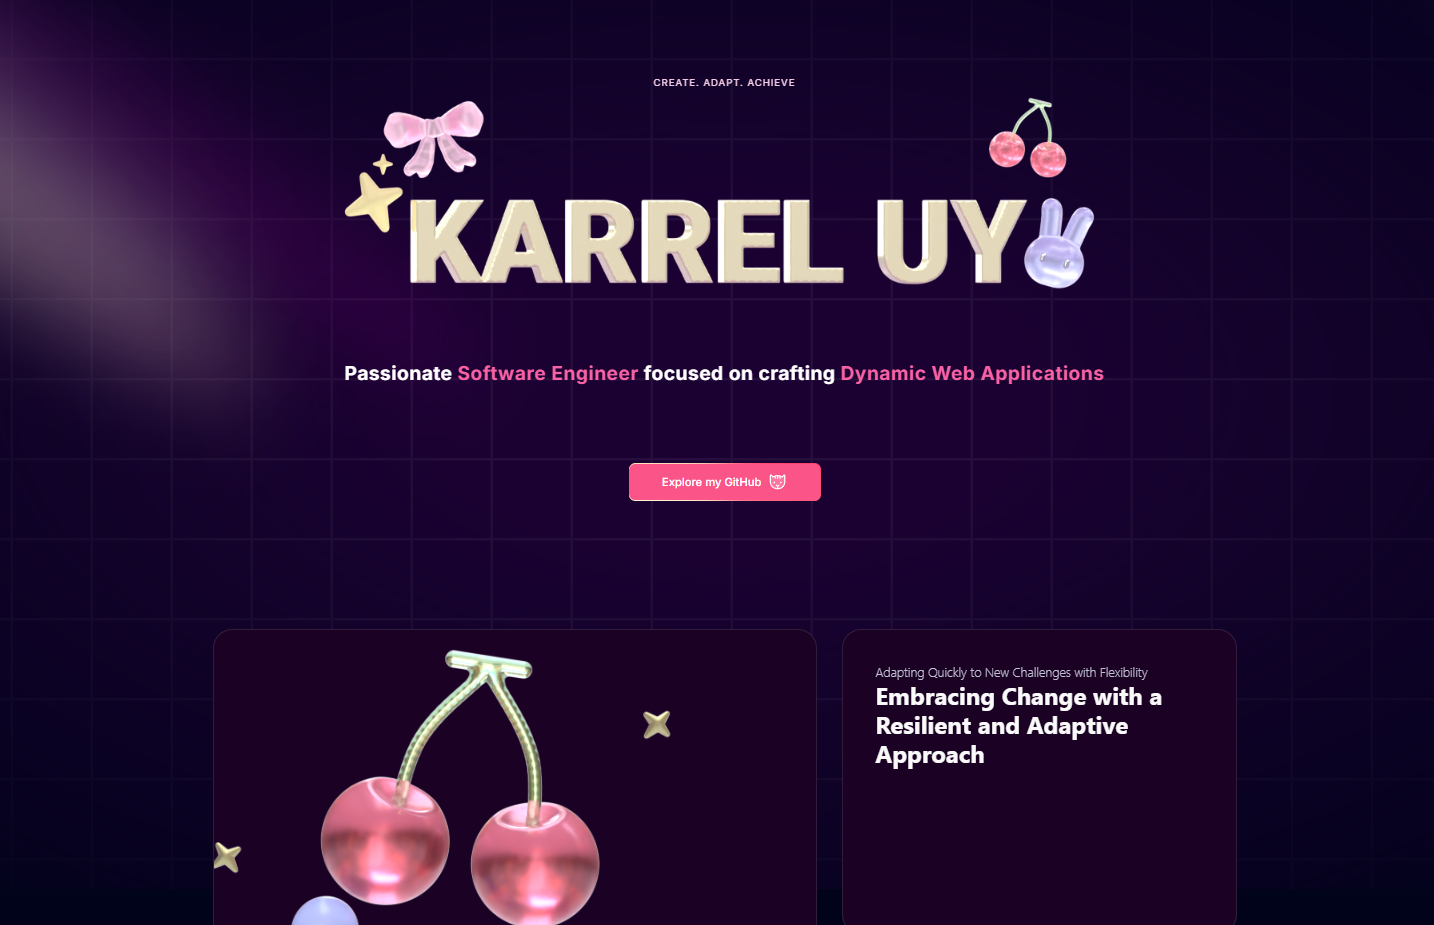 CREATE. ADAPT. ACHIEVE
KARREL UY
Passionate Software Engineer focused on crafting Dynamic Web Applications
Explore my GitHub
Adapting Quickly to New Challenges with Flexibility
Embracing Change with a
Resilient and Adaptive
Approach